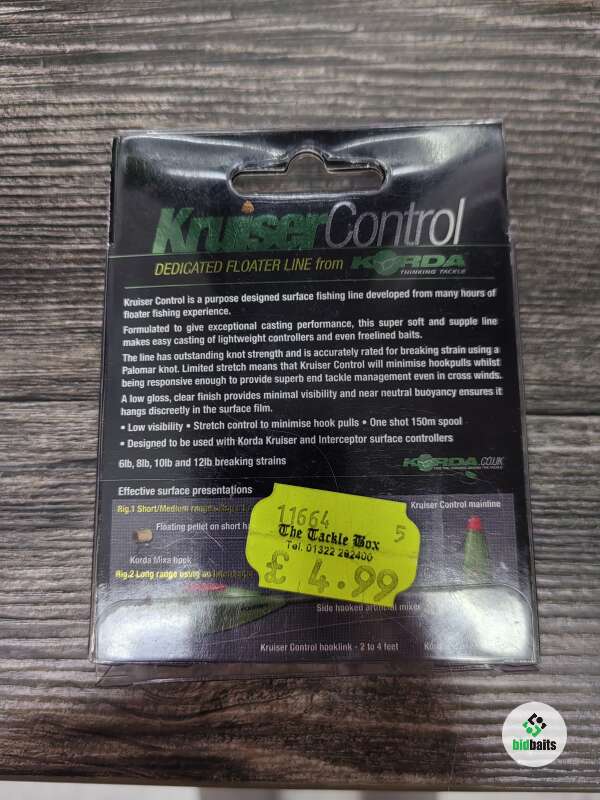 KruiserControl
DEDICATED FLOATER LINE from KORDA
THINKING TACKLE
Kruiser Control is a purpose designed surface fishing line developed from many hours of
floater fishing experience.
Formulated to give exceptional casting performance, this super soft and supple line
makes easy casting of lightweight controllers and even freelined baits.
The line has outstanding knot strength and is accurately rated for breaking strain using a
Palomar knot. Limited stretch means that Kruiser Control will minimise hookpulls whilst
being responsive enough to provide superb end tackle management even in cross winds.
A low gloss, clear finish provides minimal visibility and near neutral buoyancy ensures it
hangs discreetly in the surface film.
• Low visibility • Stretch control to minimise hook pulls • One shot 150m spool
• Designed to be used with Korda Kruiser and Interceptor surface controllers
6lb, 8lb, 10lb and 12lb breaking strains
KORDA.CO.UK
Effective surface presentations
Rig.1 Short/Medium range
Kruiser Control mainline
11664 5
The Tackle Box
Tel: 01322 292400
£ 4.99
Floating pellet on short
Korda Mixa hook
Rig.2 Long range using an
Side hooked artificial mixer
Kruiser Control hooklink - 2 to 4 feet
bidbaits